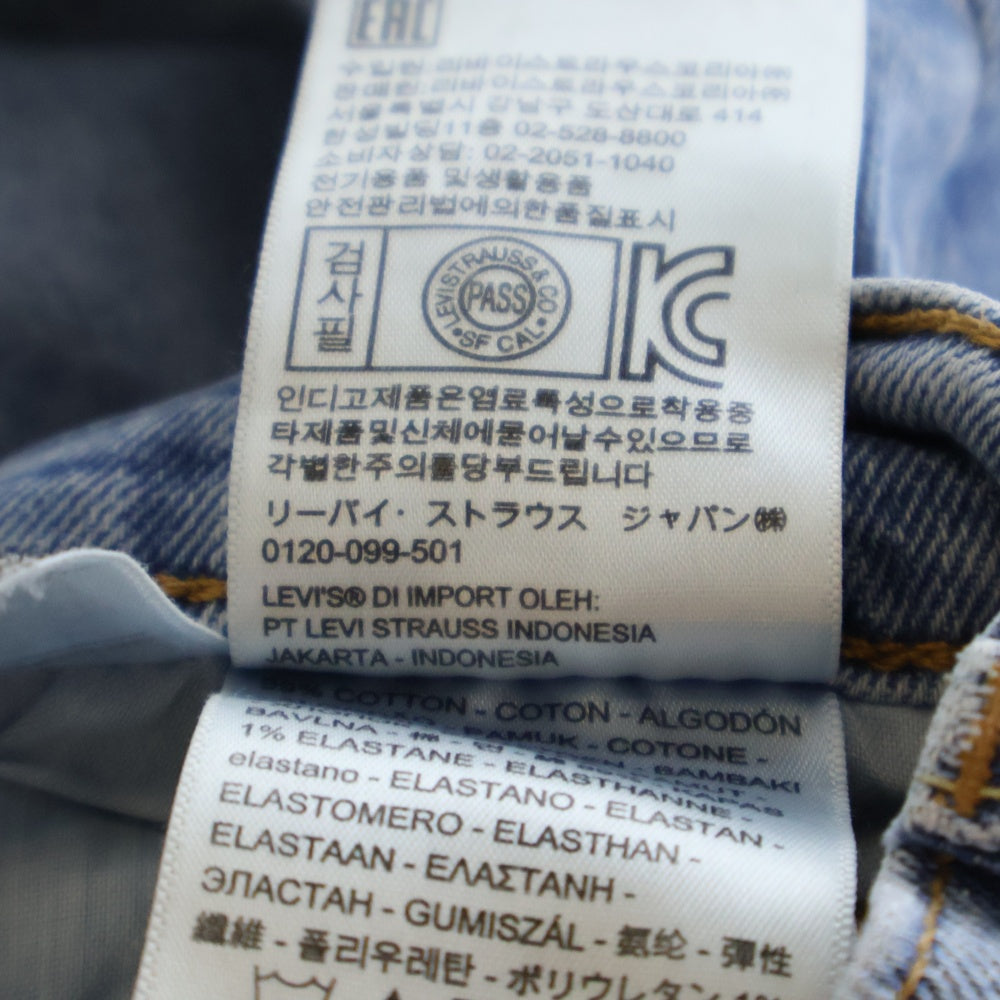 EAC
수입원:리바이스트라우스코리아㈜
판매원:리바이스트라우스코리아㈜
서울특별시 강남구 도산대로 414
한성빌딩11층 02-528-8800
소비자상담: 02-2051-1040
전기용품 및생활용품
안전관리법에의한품질표시
검사필
LEVI STRAUSS & CO
PASS
SF CAL
KC
인디고제품은염료특성으로착용중
타제품및신체에묻어날수있으므로
각별한주의를당부드립니다
リーバイ・ストラウス ジャパン㈱
0120-099-501
LEVI'S® DI IMPORT OLEH:
PT LEVI STRAUSS INDONESIA
JAKARTA - INDONESIA
99% COTTON - COTON - ALGODÓN
BAVLNA - 棉 - 면 - PAMUK - COTONE -
BAMBAKI
1% ELASTANE - ELASTHANNE -
elastano - ELASTANO - ELASTAN -
ELASTOMERO - ELASTHAN -
ELASTAAN - ΕΛΑΣΤΑΝΗ -
ЭЛАСТАН - GUMISZÁL - 氨纶 - 彈性
纖維 - 폴리우레탄 - ポリウレタン